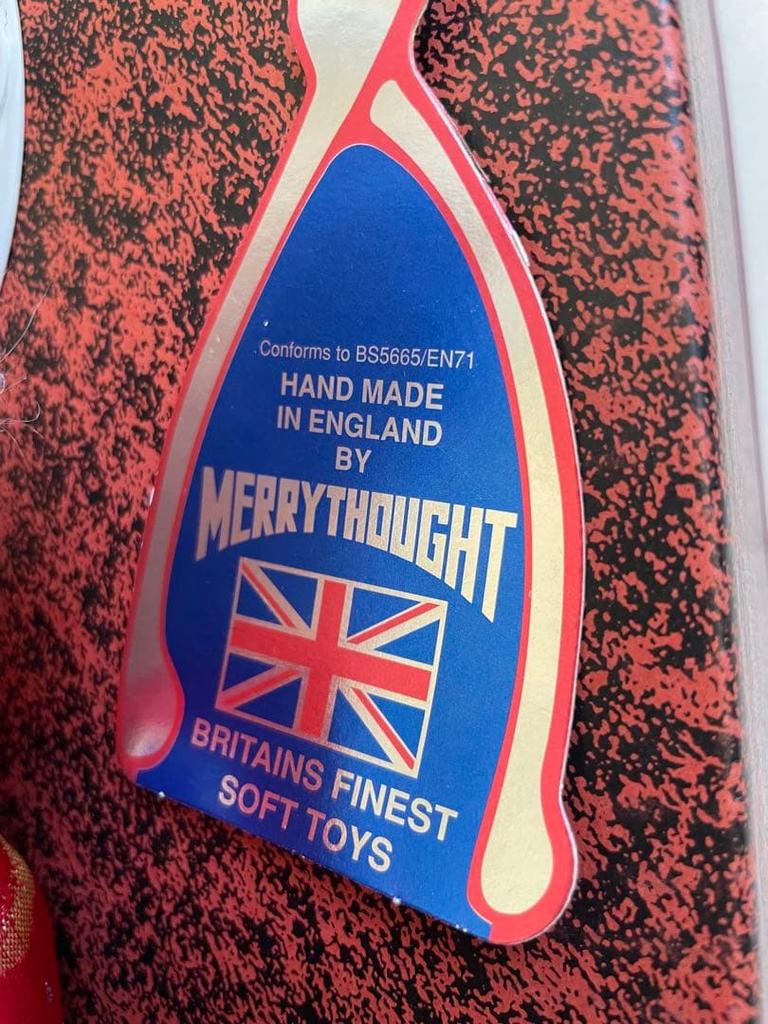 Conforms to BS5665/EN71
HAND MADE
IN ENGLAND
BY
MERRYTHOUGHT
BRITAINS FINEST
SOFT TOYS